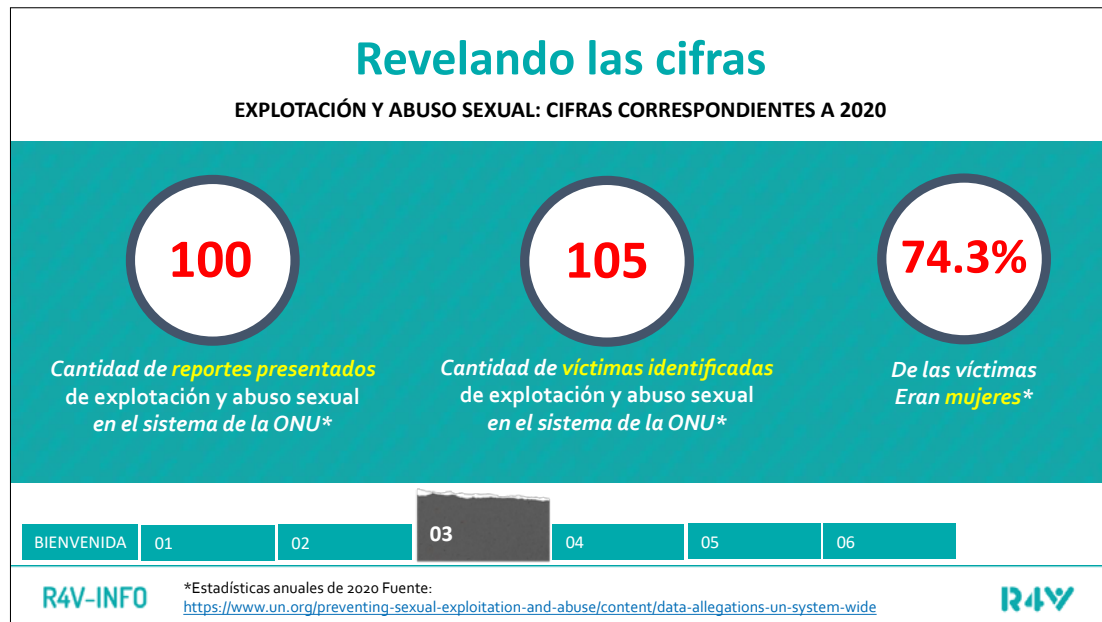 Revelando las cifras
EXPLOTACIÓN Y ABUSO SEXUAL: CIFRAS CORRESPONDIENTES A 2020
100
Cantidad de reportes presentados
de explotación y abuso sexual
en el sistema de la ONU*
105
Cantidad de víctimas identificadas
de explotación y abuso sexual
en el sistema de la ONU*
74.3%
De las víctimas
Eran mujeres*
BIENVENIDA
01
02
03
04
05
06
R4V-INFO
*Estadísticas anuales de 2020 Fuente:
https://www.un.org/preventing-sexual-exploitation-and-abuse/content/data-allegations-un-system-wide
R4V